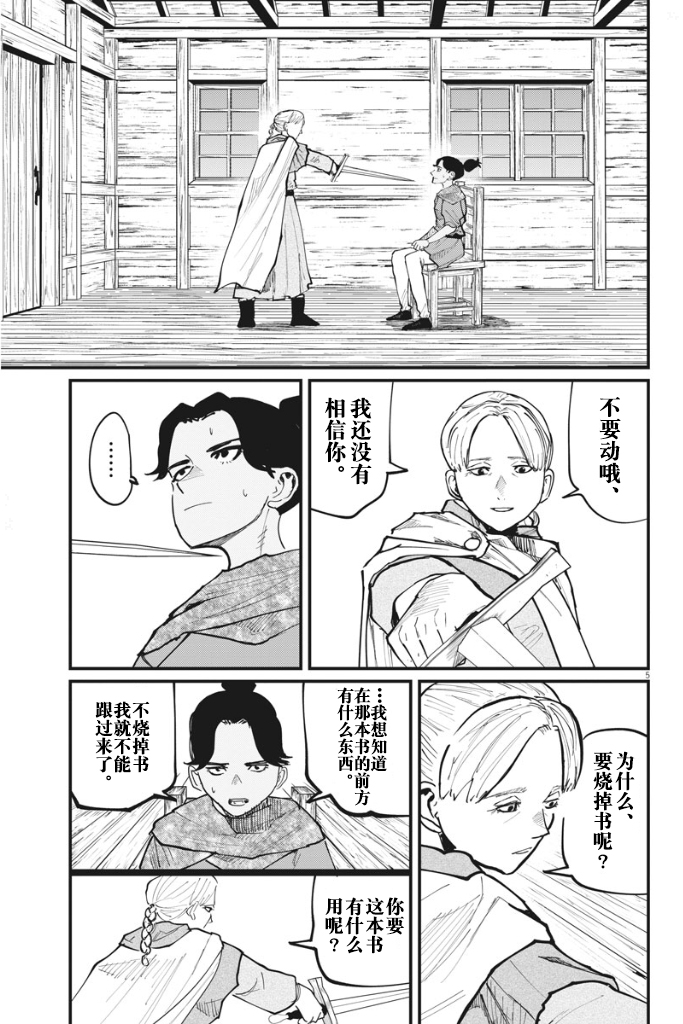 不要动哦、
我还没有
相信你。
……
5
为什么、
要烧掉书呢？
…我想知道
在那本书的前方
有什么东西。
不烧掉书
我就不能
跟过来了。
你要
这本书
有什么
用呢？